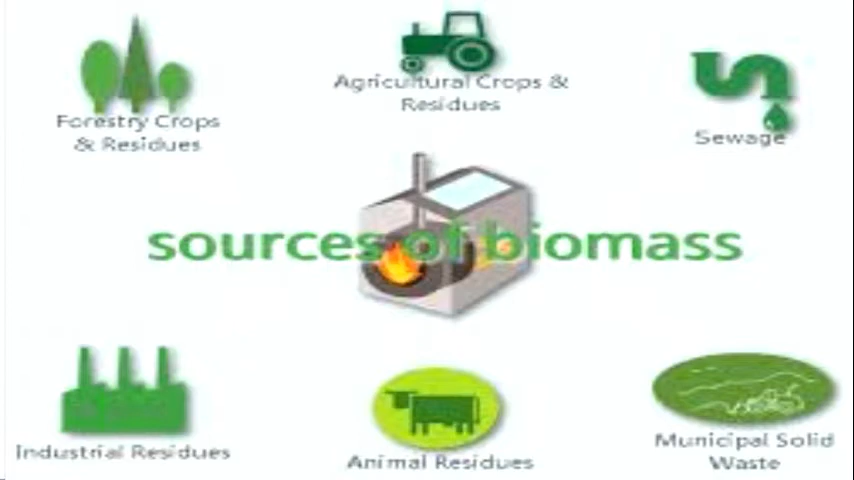 Agricultural Crops &
Residues
Forestry Crops
& Residues
Sewage
sources of biomass
Industrial Residues
Animal Residues
Municipal Solid
Waste